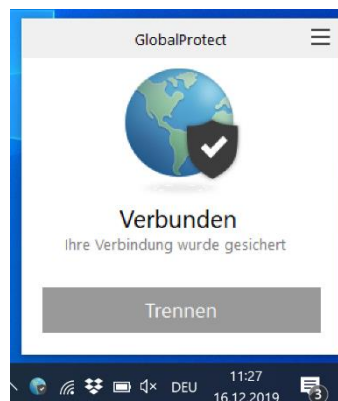 GlobalProtect
Verbunden
Ihre Verbindung wurde gesichert
Trennen
DEU
11:27
16.12.2019
3